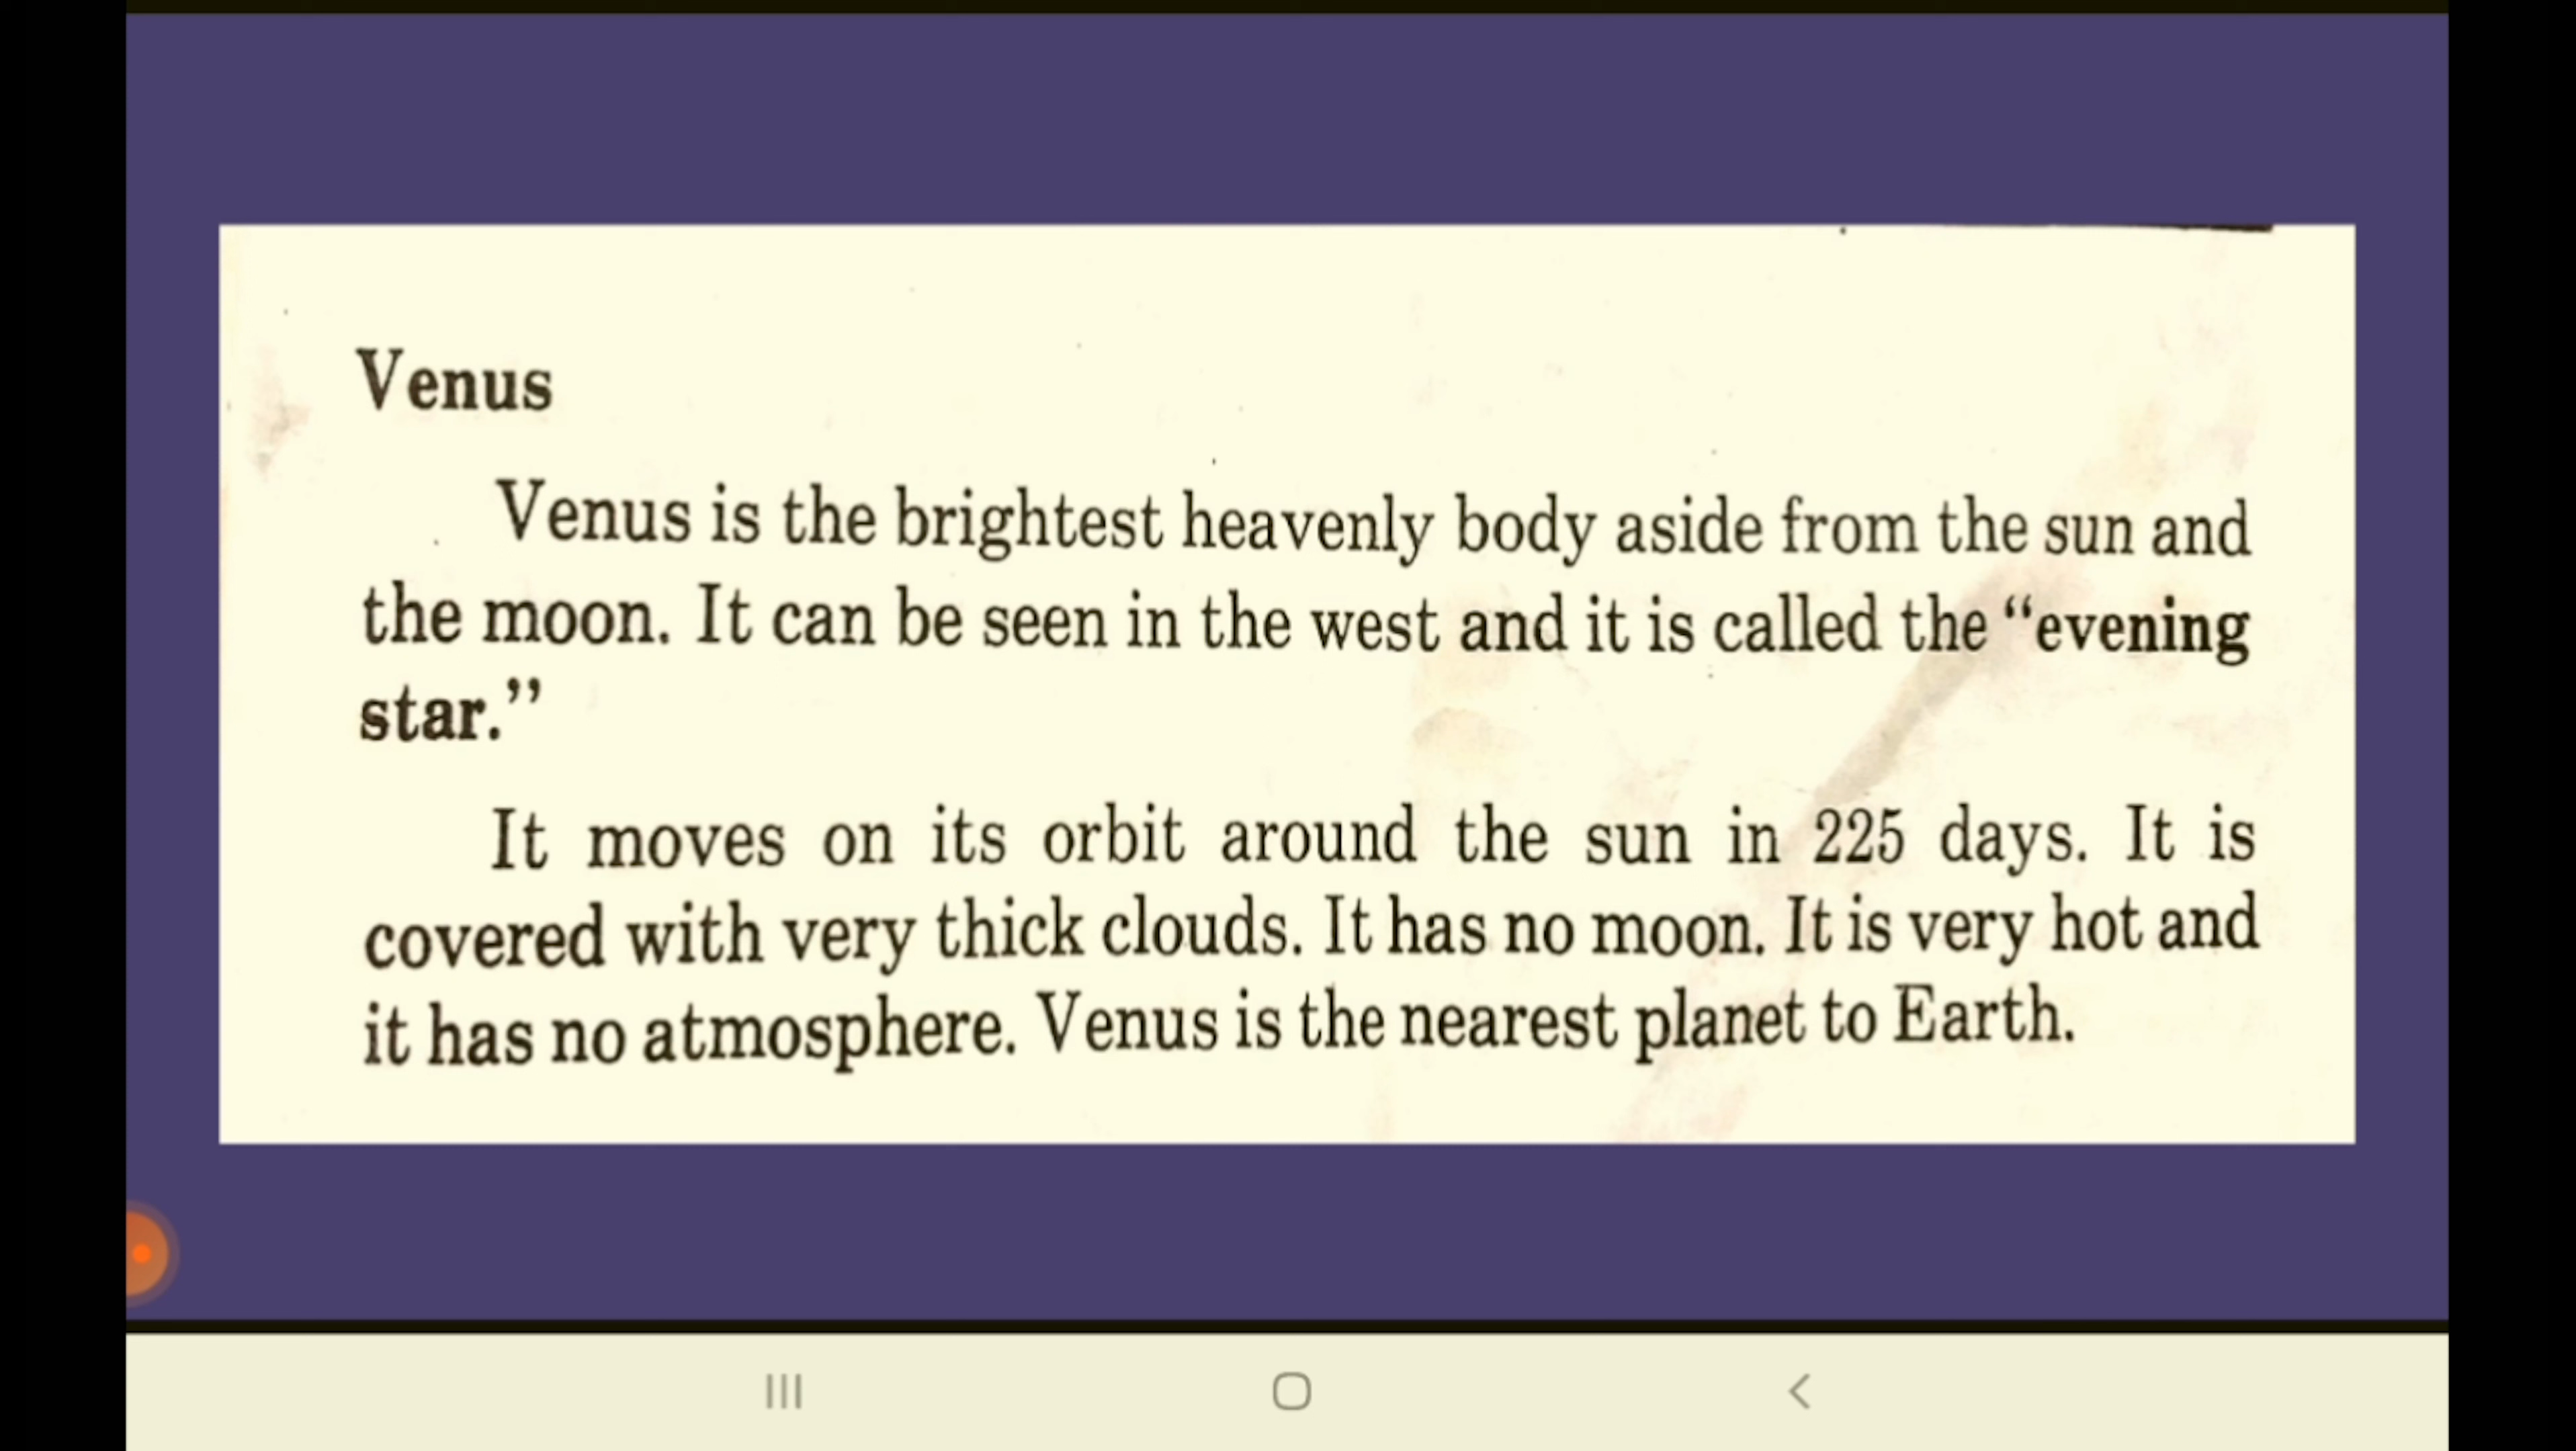 Venus
Venus is the brightest heavenly body aside from the sun and
the moon. It can be seen in the west and it is called the “evening
star.”
It moves on its orbit around the sun in 225 days. It is
covered with very thick clouds. It has no moon. It is very hot and
it has no atmosphere. Venus is the nearest planet to Earth.